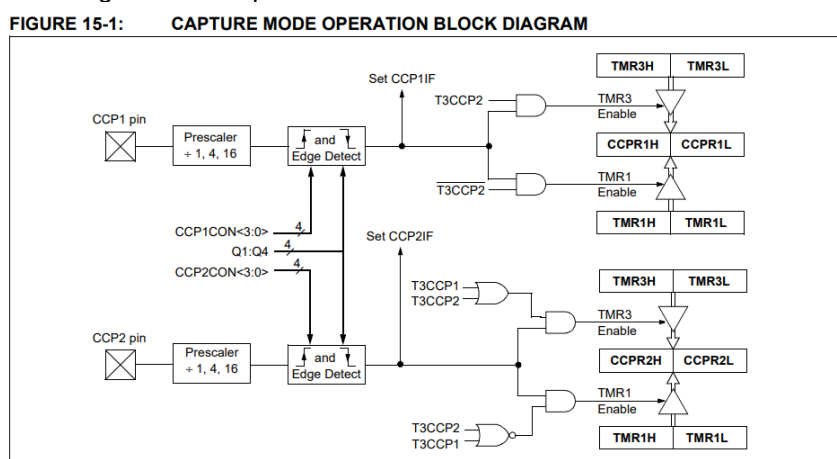 FIGURE 15-1: CAPTURE MODE OPERATION BLOCK DIAGRAM
TMR3H TMR3L
Set CCP1IF
T3CCP2
TMR3
Enable
CCP1 pin
Prescaler
÷ 1, 4, 16
and
Edge Detect
CCPR1H CCPR1L
T3CCP2
TMR1
Enable
TMR1H TMR1L
CCP1CON<3:0> 4
Q1:Q4 4
CCP2CON<3:0> 4
Set CCP2IF
TMR3H TMR3L
T3CCP1
T3CCP2
TMR3
Enable
CCP2 pin
Prescaler
÷ 1, 4, 16
and
Edge Detect
CCPR2H CCPR2L
TMR1
Enable
T3CCP2
T3CCP1
TMR1H TMR1L